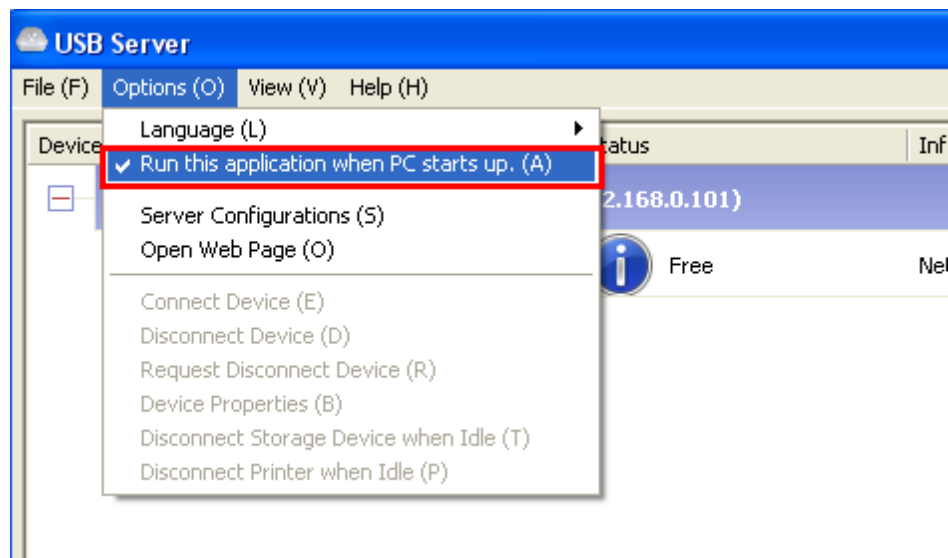 USB Server
File (F) Options (O) View (V) Help (H)
Device tatus Inf
Language (L)
Run this application when PC starts up. (A)
2.168.0.101)
Server Configurations (S)
Open Web Page (O)
Free Net
Connect Device (E)
Disconnect Device (D)
Request Disconnect Device (R)
Device Properties (B)
Disconnect Storage Device when Idle (T)
Disconnect Printer when Idle (P)